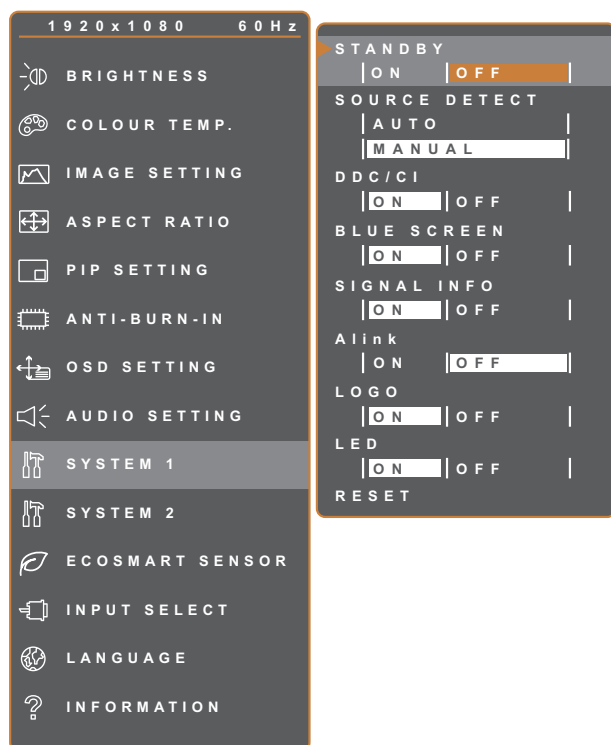 1920x1080 60Hz
BRIGHTNESS
COLOUR TEMP.
IMAGE SETTING
ASPECT RATIO
PIP SETTING
ANTI-BURN-IN
OSD SETTING
AUDIO SETTING
SYSTEM 1
SYSTEM 2
ECOSMART SENSOR
INPUT SELECT
LANGUAGE
INFORMATION
STANDBY
ON OFF
SOURCE DETECT
AUTO
MANUAL
DDC/CI
ON OFF
BLUE SCREEN
ON OFF
SIGNAL INFO
ON OFF
Alink
ON OFF
LOGO
ON OFF
LED
ON OFF
RESET